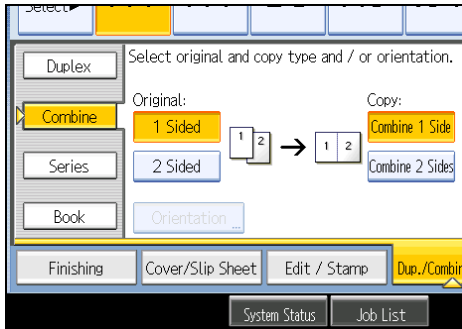 Select►
Duplex
Select original and copy type and / or orientation.
Combine
Original:
Copy:
1 Sided
1
2
1 2
Combine 1 Side
Series
2 Sided
Combine 2 Sides
Book
Orientation
Finishing
Cover/Slip Sheet
Edit / Stamp
Dup./Combin
System Status
Job List